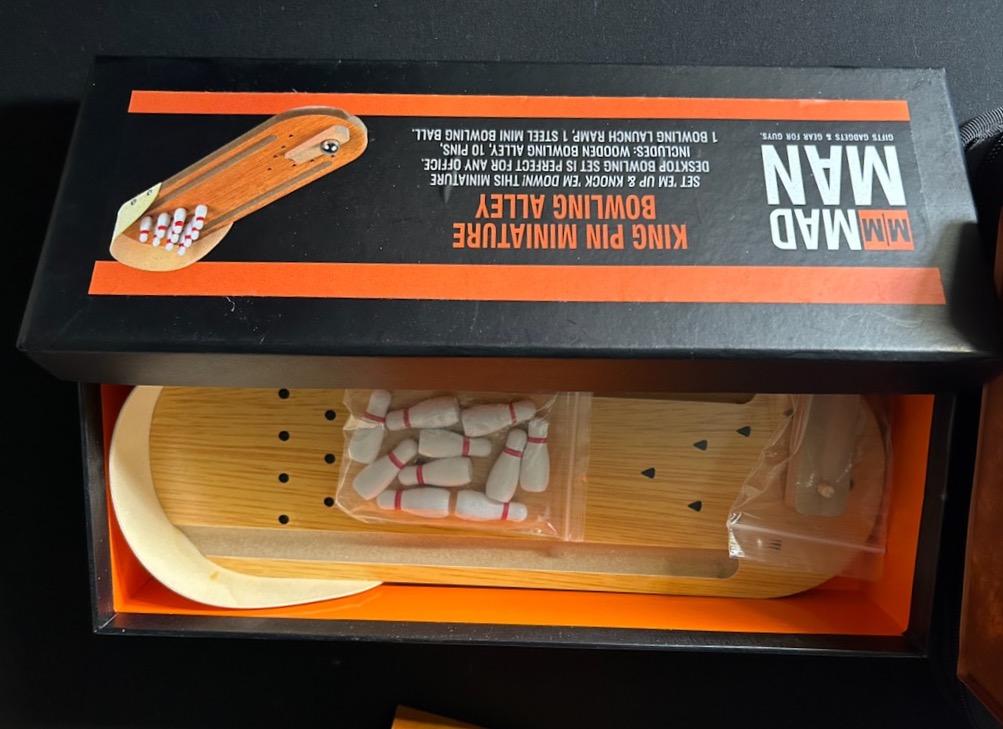 M|M MAD
MAN
GIFTS GADGETS & GEAR FOR GUYS.
KING PIN MINIATURE
BOWLING ALLEY
SET 'EM UP & KNOCK 'EM DOWN! THIS MINIATURE
DESKTOP BOWLING SET IS PERFECT FOR ANY OFFICE.
INCLUDES: WOODEN BOWLING ALLEY, 10 PINS,
1 BOWLING LAUNCH RAMP, 1 STEEL MINI BOWLING BALL.